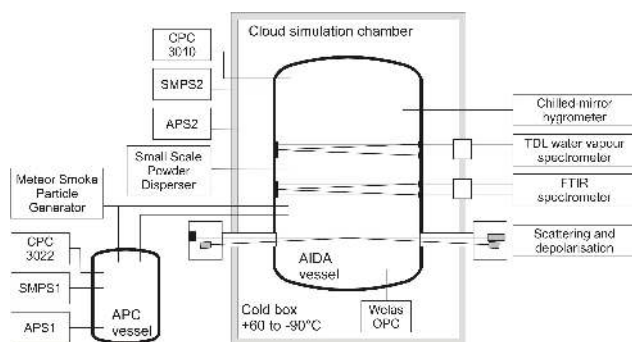 Cloud simulation chamber
CPC
3010
SMPS2
APS2
Small Scale
Powder
Disperser
Meteor Smoke
Particle
Generator
CPC
3022
SMPS1
APS1
APC
vessel
AIDA
vessel
Cold box
+60 to -90°C
Welas
OPC
Chilled-mirror
hygrometer
TDL water vapour
spectrometer
FTIR
spectrometer
Scattering and
depolarisation